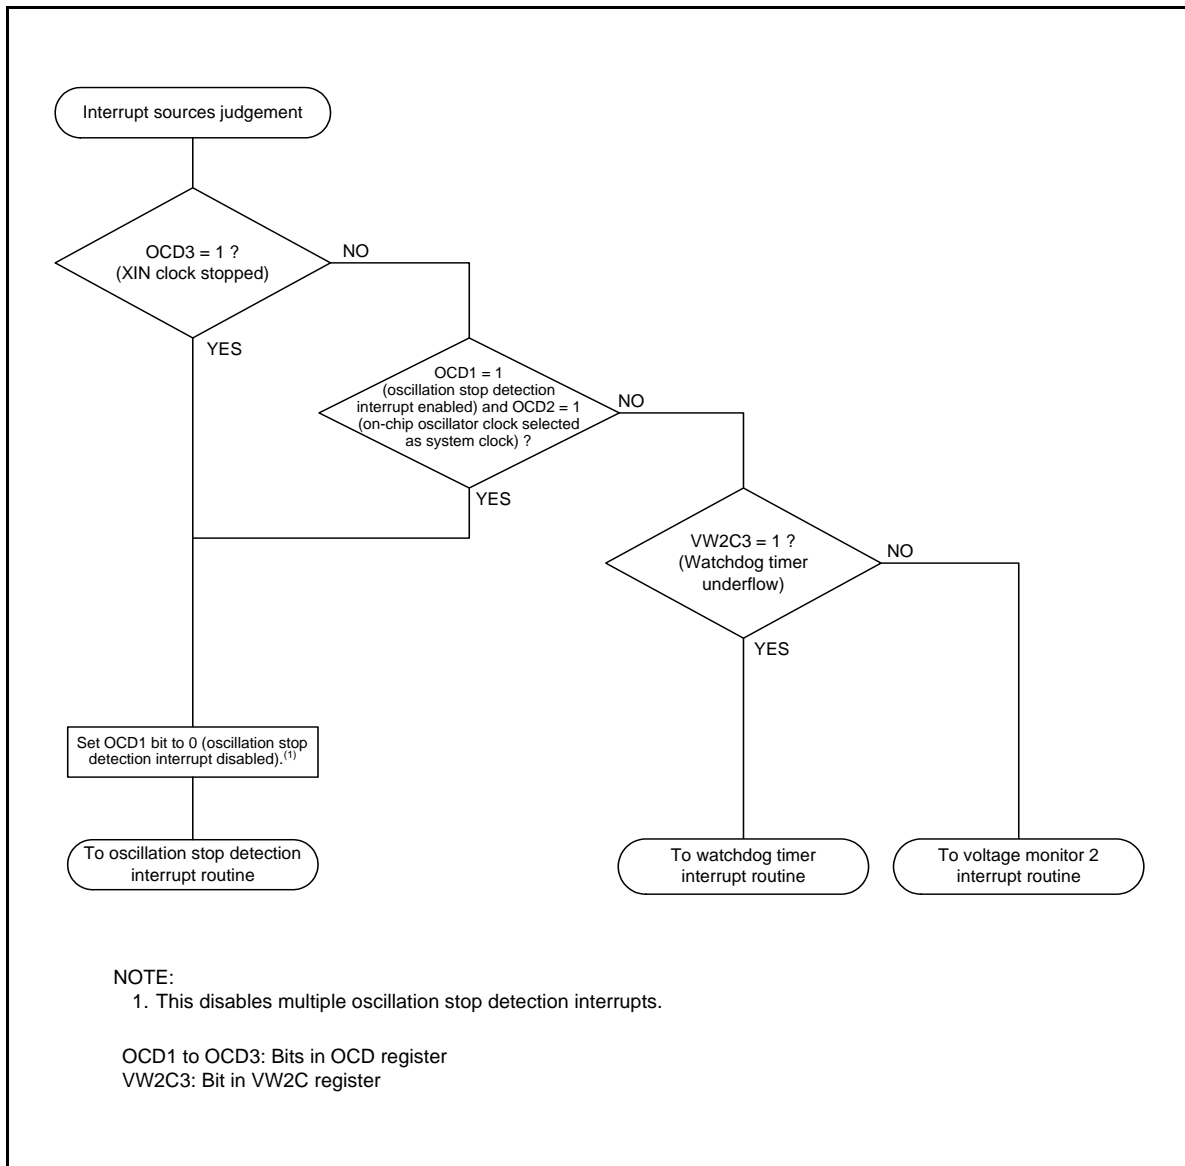 Interrupt sources judgement
OCD3 = 1 ?
(XIN clock stopped)
NO
YES
OCD1 = 1
(oscillation stop detection
interrupt enabled) and OCD2 = 1
(on-chip oscillator clock selected
as system clock) ?
NO
YES
VW2C3 = 1 ?
(Watchdog timer
underflow)
NO
YES
Set OCD1 bit to 0 (oscillation stop
detection interrupt disabled).(1)
To oscillation stop detection
interrupt routine
To watchdog timer
interrupt routine
To voltage monitor 2
interrupt routine
NOTE:
1. This disables multiple oscillation stop detection interrupts.
OCD1 to OCD3: Bits in OCD register
VW2C3: Bit in VW2C register